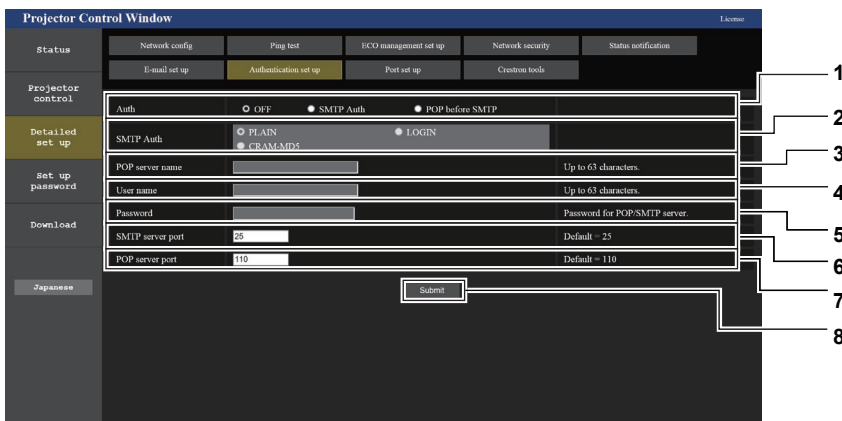 Projector Control Window License
Status
Network config Ping test ECO management set up Network security Status notification
E-mail set up Authentication set up Port set up Crestron tools
Projector
control
Detailed
set up
Set up
password
Download
Japanese
Auth OFF SMTP Auth POP before SMTP
1
SMTP Auth PLAIN LOGIN
CRAM-MD5
2
POP server name Up to 63 characters.
3
User name Up to 63 characters.
4
Password Password for POP/SMTP server.
5
SMTP server port 25 Default = 25
6
POP server port 110 Default = 110
7
Submit
8